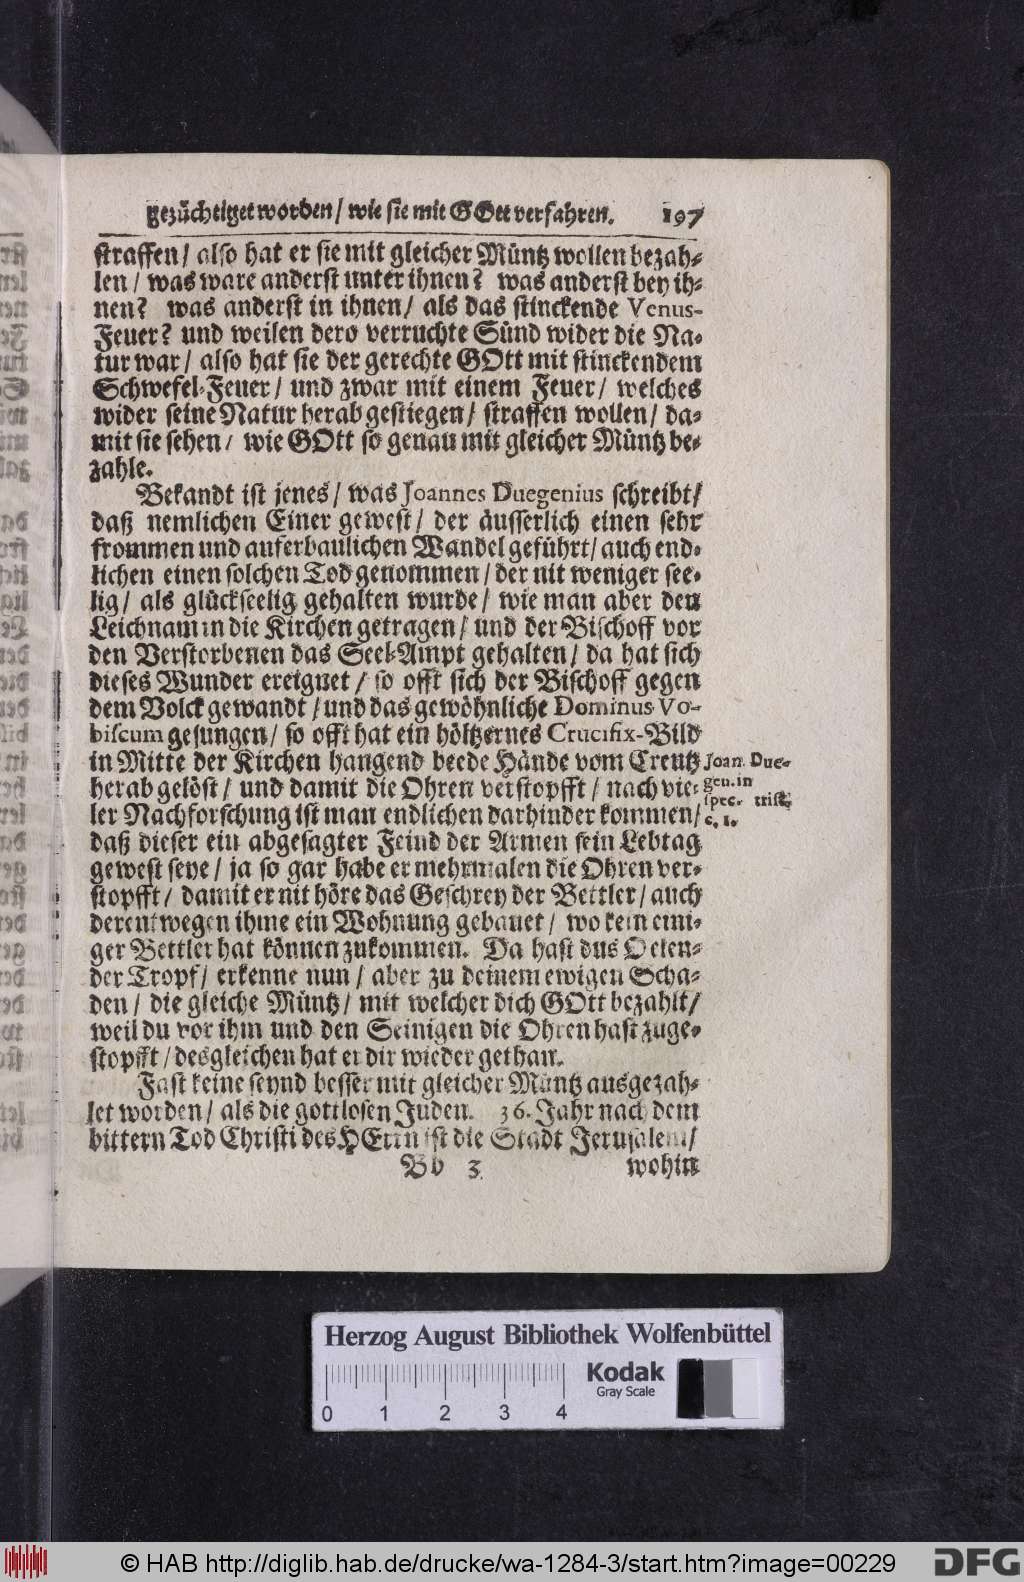 gezüchtiget worden / wie sie mit GOtt verfahren. 197
straffen / also hat er sie mit gleicher Müntz wollen bezah-
len / was ware anderst unter ihnen? was anderst bey ih-
nen? was anderst in ihnen / als das stinckende Venus-
Feuer? und weilen dero verruchte Sünd wider die Na-
tur war / also hat sie der gerechte GOtt mit stinckendem
Schwefel-Feuer / und zwar mit einem Feuer / welches
wider seine Natur herab gestiegen / straffen wollen / da-
mit sie sehen / wie GOtt so genau mit gleicher Müntz be-
zahle.
Bekandt ist jenes / was Joannes Duegenius schreibt /
daß nemlichen Einer gewest / der äusserlich einen sehr
frommen und auferbaulichen Wandel geführt / auch end-
lichen einen solchen Tod genommen / der nit weniger see-
lig / als glückseelig gehalten wurde / wie man aber den
Leichnam in die Kirchen getragen / und der Bischoff vor
den Verstorbenen das Seel-Ampt gehalten / da hat sich
dieses Wunder ereignet / so offt sich der Bischoff gegen
dem Volck gewandt / und das gewöhnliche Dominus Vo-
biscum gesungen / so offt hat ein höltzernes Crucifix-Bild
in Mitte der Kirchen hangend beede Hände vom Creutz
herab gelöst / und damit die Ohren verstopfft / nach vie-
ler Nachforschung ist man endlichen darhinder kommen /
daß dieser ein abgesagter Feind der Armen sein Lebtag
gewest seye / ja so gar habe er mehrmalen die Ohren ver-
stopfft / damit er nit höre das Geschrey der Bettler / auch
derentwegen ihme ein Wohnung gebauet / wo kein eini-
ger Bettler hat können zukommen. Da hast dus Oelen-
der Tropf / erkenne nun / aber zu deinem ewigen Scha-
den / die gleiche Müntz / mit welcher dich GOtt bezahlt /
weil du vor ihm und den Seinigen die Ohren hast zuge-
stopfft / desgleichen hat er dir wieder gethan.
Fast keine seynd besser mit gleicher Müntz ausgezah-
let worden / als die gottlosen Juden. 36. Jahr nach dem
bittern Tod Christi des HErrn ist die Stadt Jerusalem /
Bb 3 wohin
Joan. Due-
gen. in
spec. trist.
c. 1.
Herzog August Bibliothek Wolfenbüttel
Kodak
Gray Scale
0 1 2 3 4
© HAB http://diglib.hab.de/drucke/wa-1284-3/start.htm?image=00229
DFG